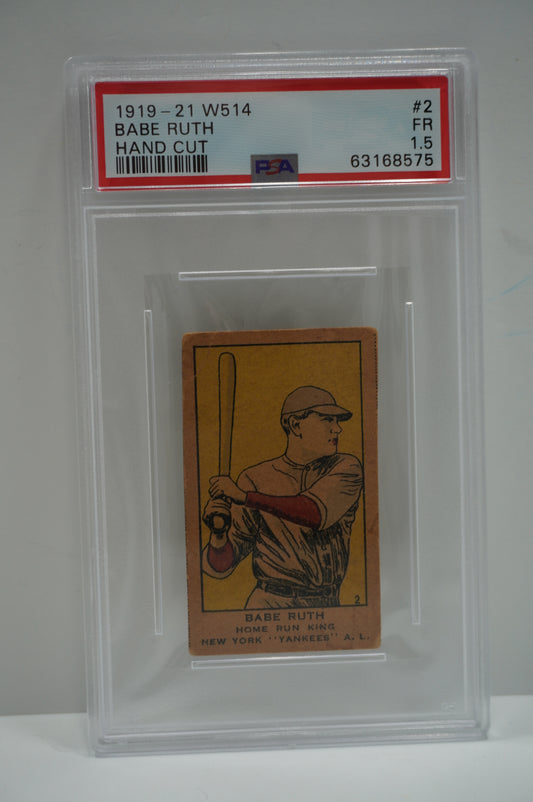 1919-21 W514
BABE RUTH
HAND CUT
#2
FR
1.5
63168575
PSA
2
BABE RUTH
HOME RUN KING
NEW YORK "YANKEES" A. L.